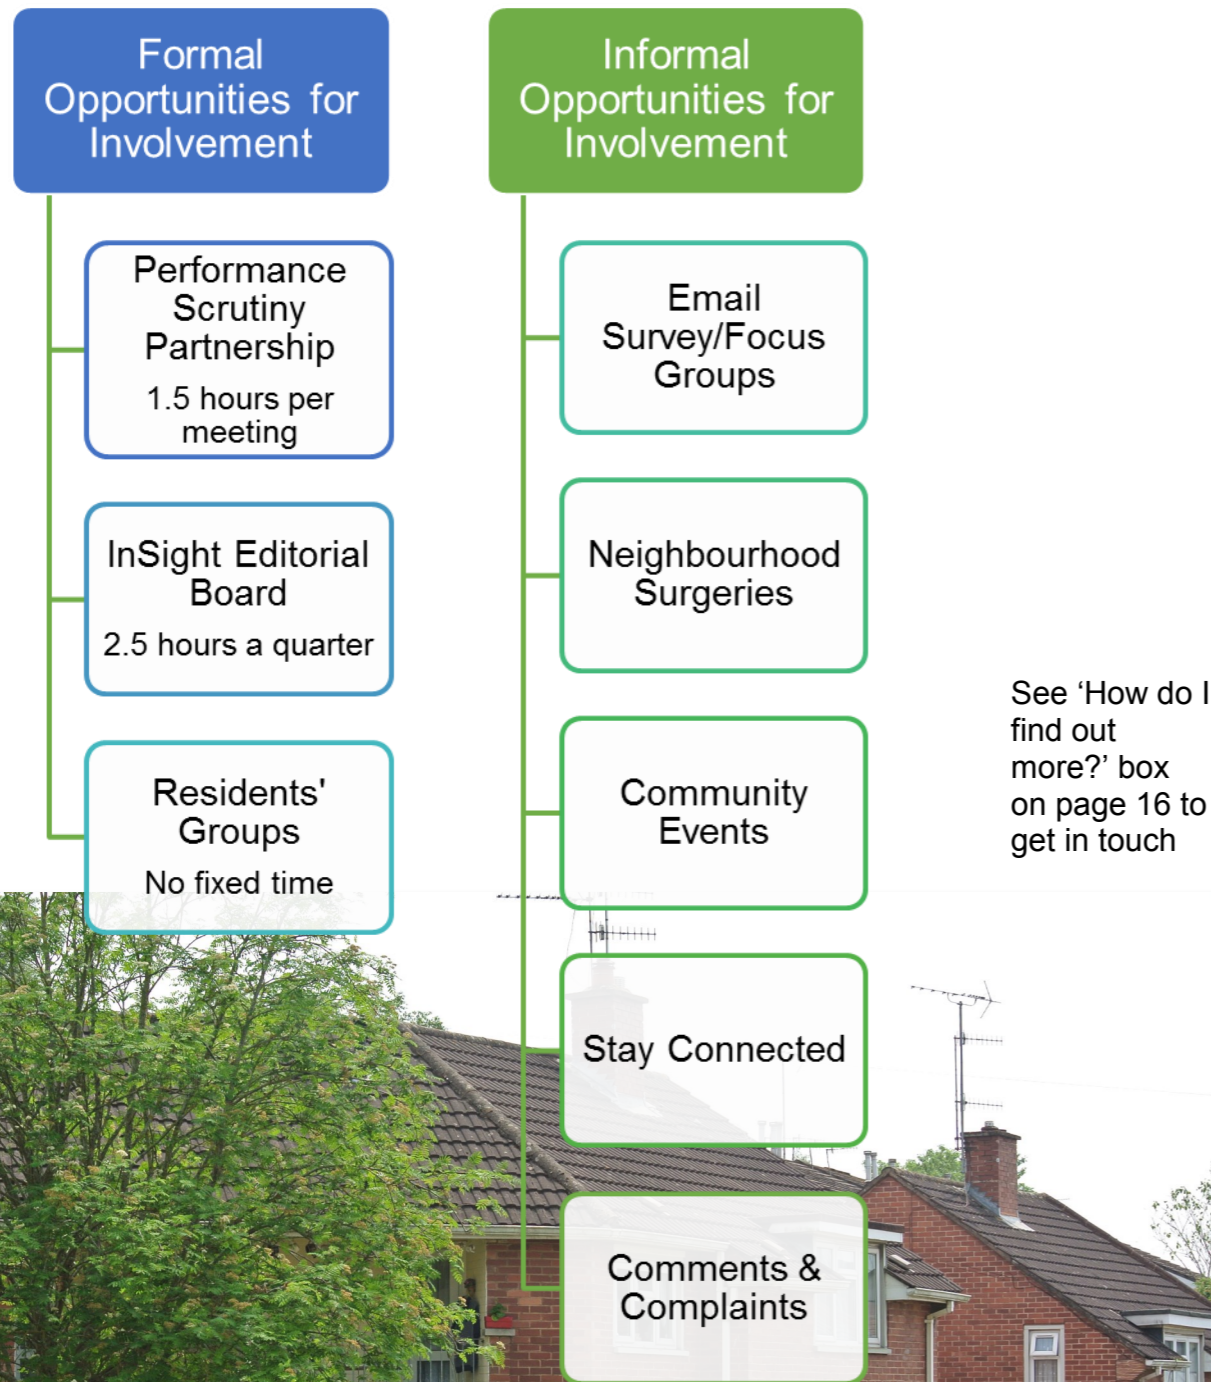 Formal
Opportunities for
Involvement
Performance
Scrutiny
Partnership
1.5 hours per
meeting
InSight Editorial
Board
2.5 hours a quarter
Residents'
Groups
No fixed time
Informal
Opportunities for
Involvement
Email
Survey/Focus
Groups
Neighbourhood
Surgeries
Community
Events
Stay Connected
Comments &
Complaints
See ‘How do I
find out
more?’ box
on page 16 to
get in touch